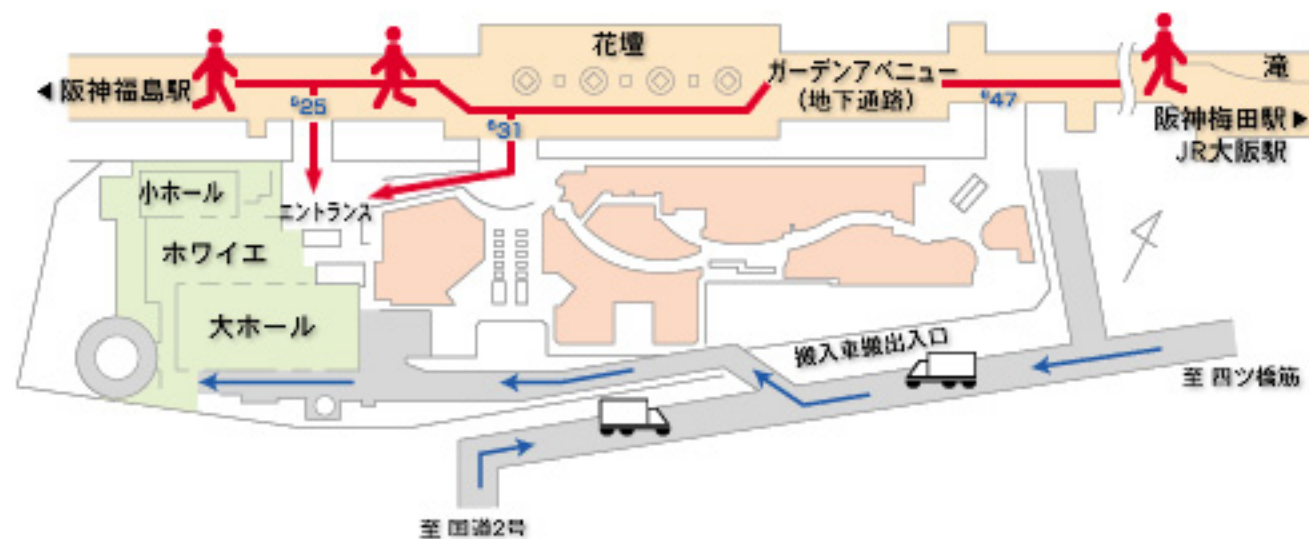 花壇
ガーデンアベニュー
(地下通路)
滝
阪神福島駅
6-25
6-31
6-47
阪神梅田駅
JR大阪駅
小ホール
エントランス
ホワイエ
大ホール
搬入車搬出入口
至 四ツ橋筋
至 国道2号